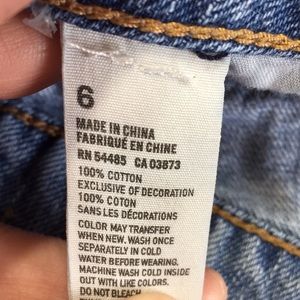 6
MADE IN CHINA
FABRIQUÉ EN CHINE
RN 54485 CA 03873
100% COTTON
EXCLUSIVE OF DECORATION
100% COTON
SANS LES DÉCORATIONS
COLOR MAY TRANSFER
WHEN NEW. WASH ONCE
SEPARATELY IN COLD
WATER BEFORE WEARING.
MACHINE WASH COLD INSIDE
OUT WITH LIKE COLORS.
DO NOT BLEACH